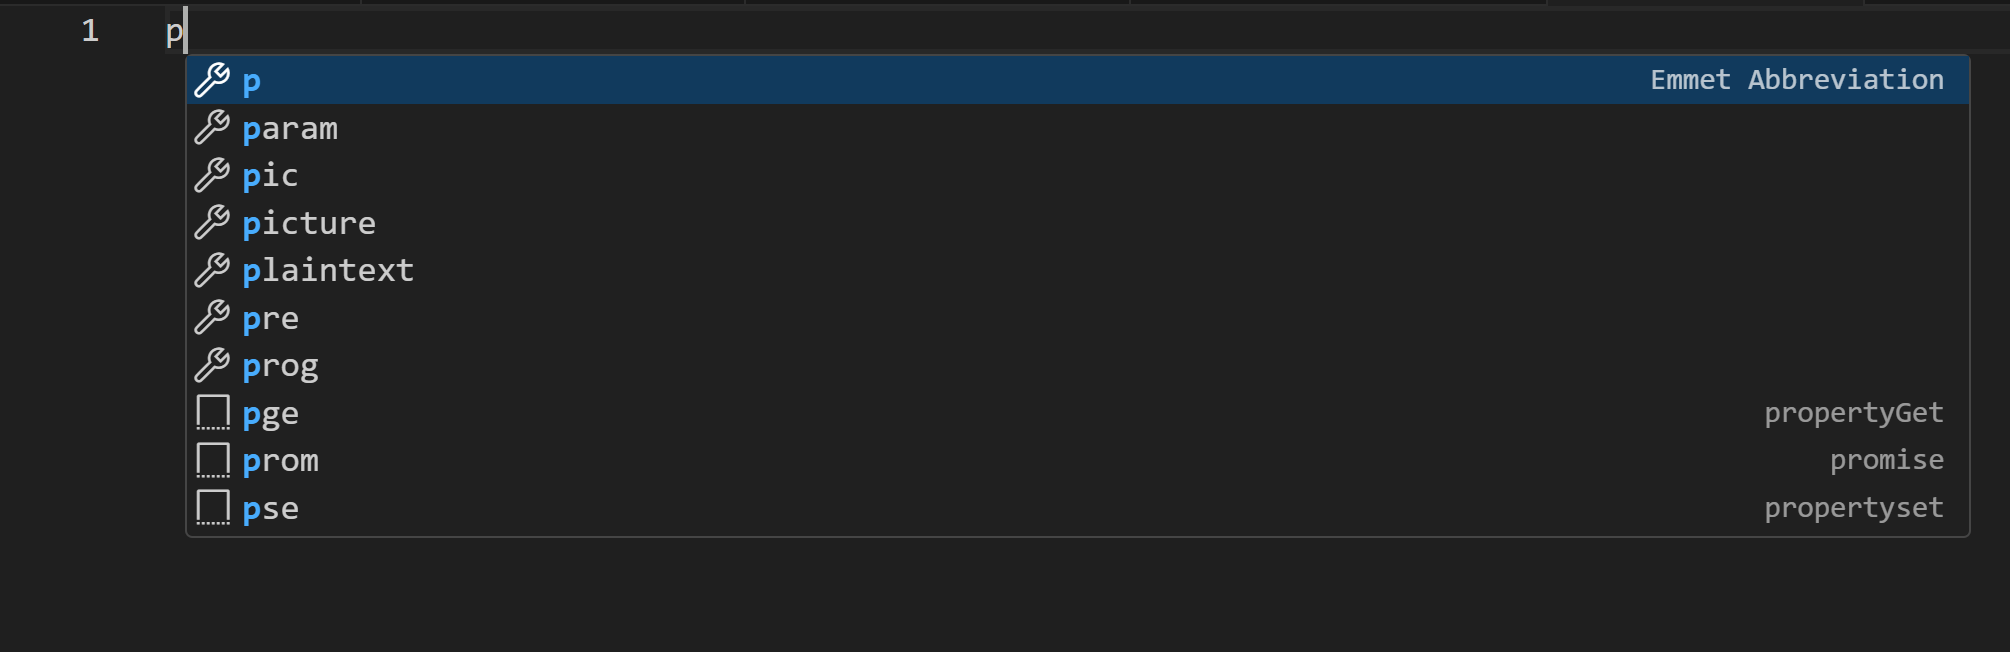 1 p
p Emmet Abbreviation
param
pic
picture
plaintext
pre
prog
pge propertyGet
prom promise
pse propertyset